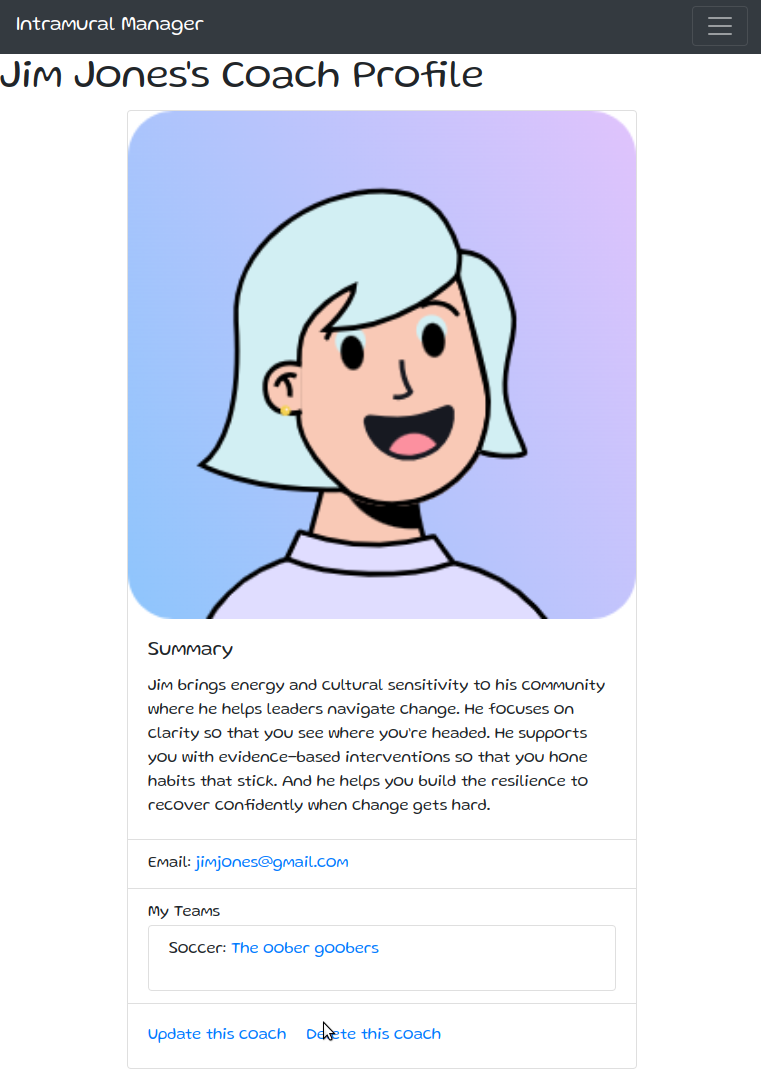 Intramural Manager
Jim Jones's Coach Profile
Summary
Jim brings energy and cultural sensitivity to his community
where he helps leaders navigate change. He focuses on
clarity so that you see where you're headed. He supports
you with evidence-based interventions so that you hone
habits that stick. And he helps you build the resilience to
recover confidently when change gets hard.
Email: jimjones@gmail.com
My Teams
Soccer: The oober goobers
Update this coach Delete this coach